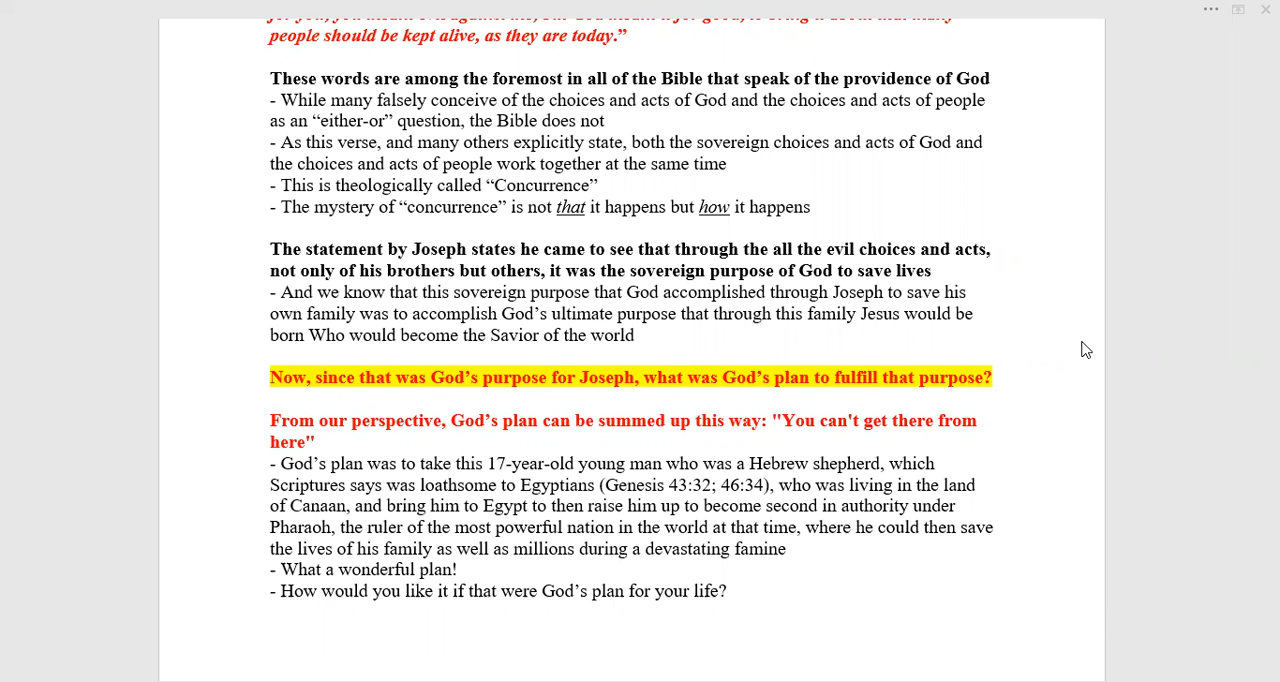 people should be kept alive, as they are today.”
These words are among the foremost in all of the Bible that speak of the providence of God
- While many falsely conceive of the choices and acts of God and the choices and acts of people
as an “either-or” question, the Bible does not
- As this verse, and many others explicitly state, both the sovereign choices and acts of God and
the choices and acts of people work together at the same time
- This is theologically called “Concurrence”
- The mystery of “concurrence” is not that it happens but how it happens
The statement by Joseph states he came to see that through the all the evil choices and acts,
not only of his brothers but others, it was the sovereign purpose of God to save lives
- And we know that this sovereign purpose that God accomplished through Joseph to save his
own family was to accomplish God’s ultimate purpose that through this family Jesus would be
born Who would become the Savior of the world
Now, since that was God’s purpose for Joseph, what was God’s plan to fulfill that purpose?
From our perspective, God’s plan can be summed up this way: "You can't get there from
here"
- God’s plan was to take this 17-year-old young man who was a Hebrew shepherd, which
Scriptures says was loathsome to Egyptians (Genesis 43:32; 46:34), who was living in the land
of Canaan, and bring him to Egypt to then raise him up to become second in authority under
Pharaoh, the ruler of the most powerful nation in the world at that time, where he could then save
the lives of his family as well as millions during a devastating famine
- What a wonderful plan!
- How would you like it if that were God’s plan for your life?